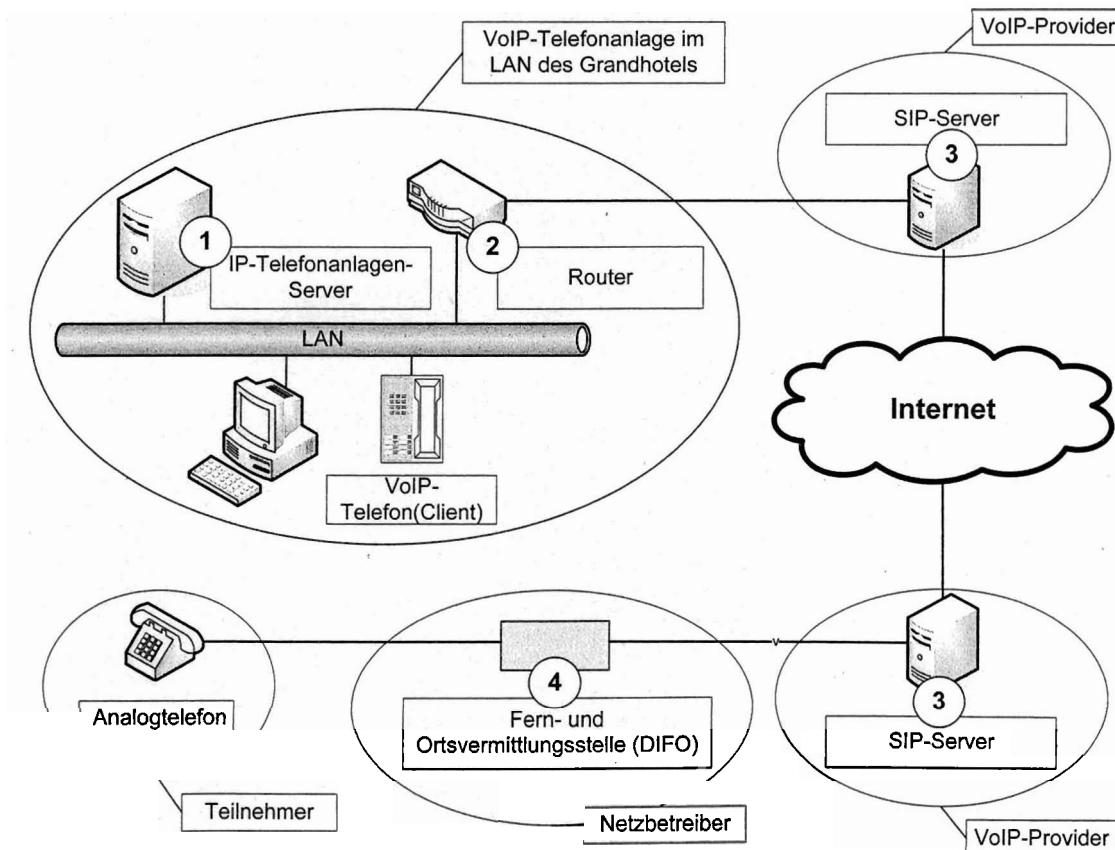 VoIP-Telefonanlage im
LAN des Grandhotels
VoIP-Provider
SIP-Server
3
1
IP-Telefonanlagen-
Server
2
Router
LAN
VoIP-
Telefon(Client)
Internet
Analogtelefon
4
Fern- und
Ortsvermittlungsstelle (DIFO)
3
SIP-Server
Teilnehmer
Netzbetreiber
VoIP-Provider